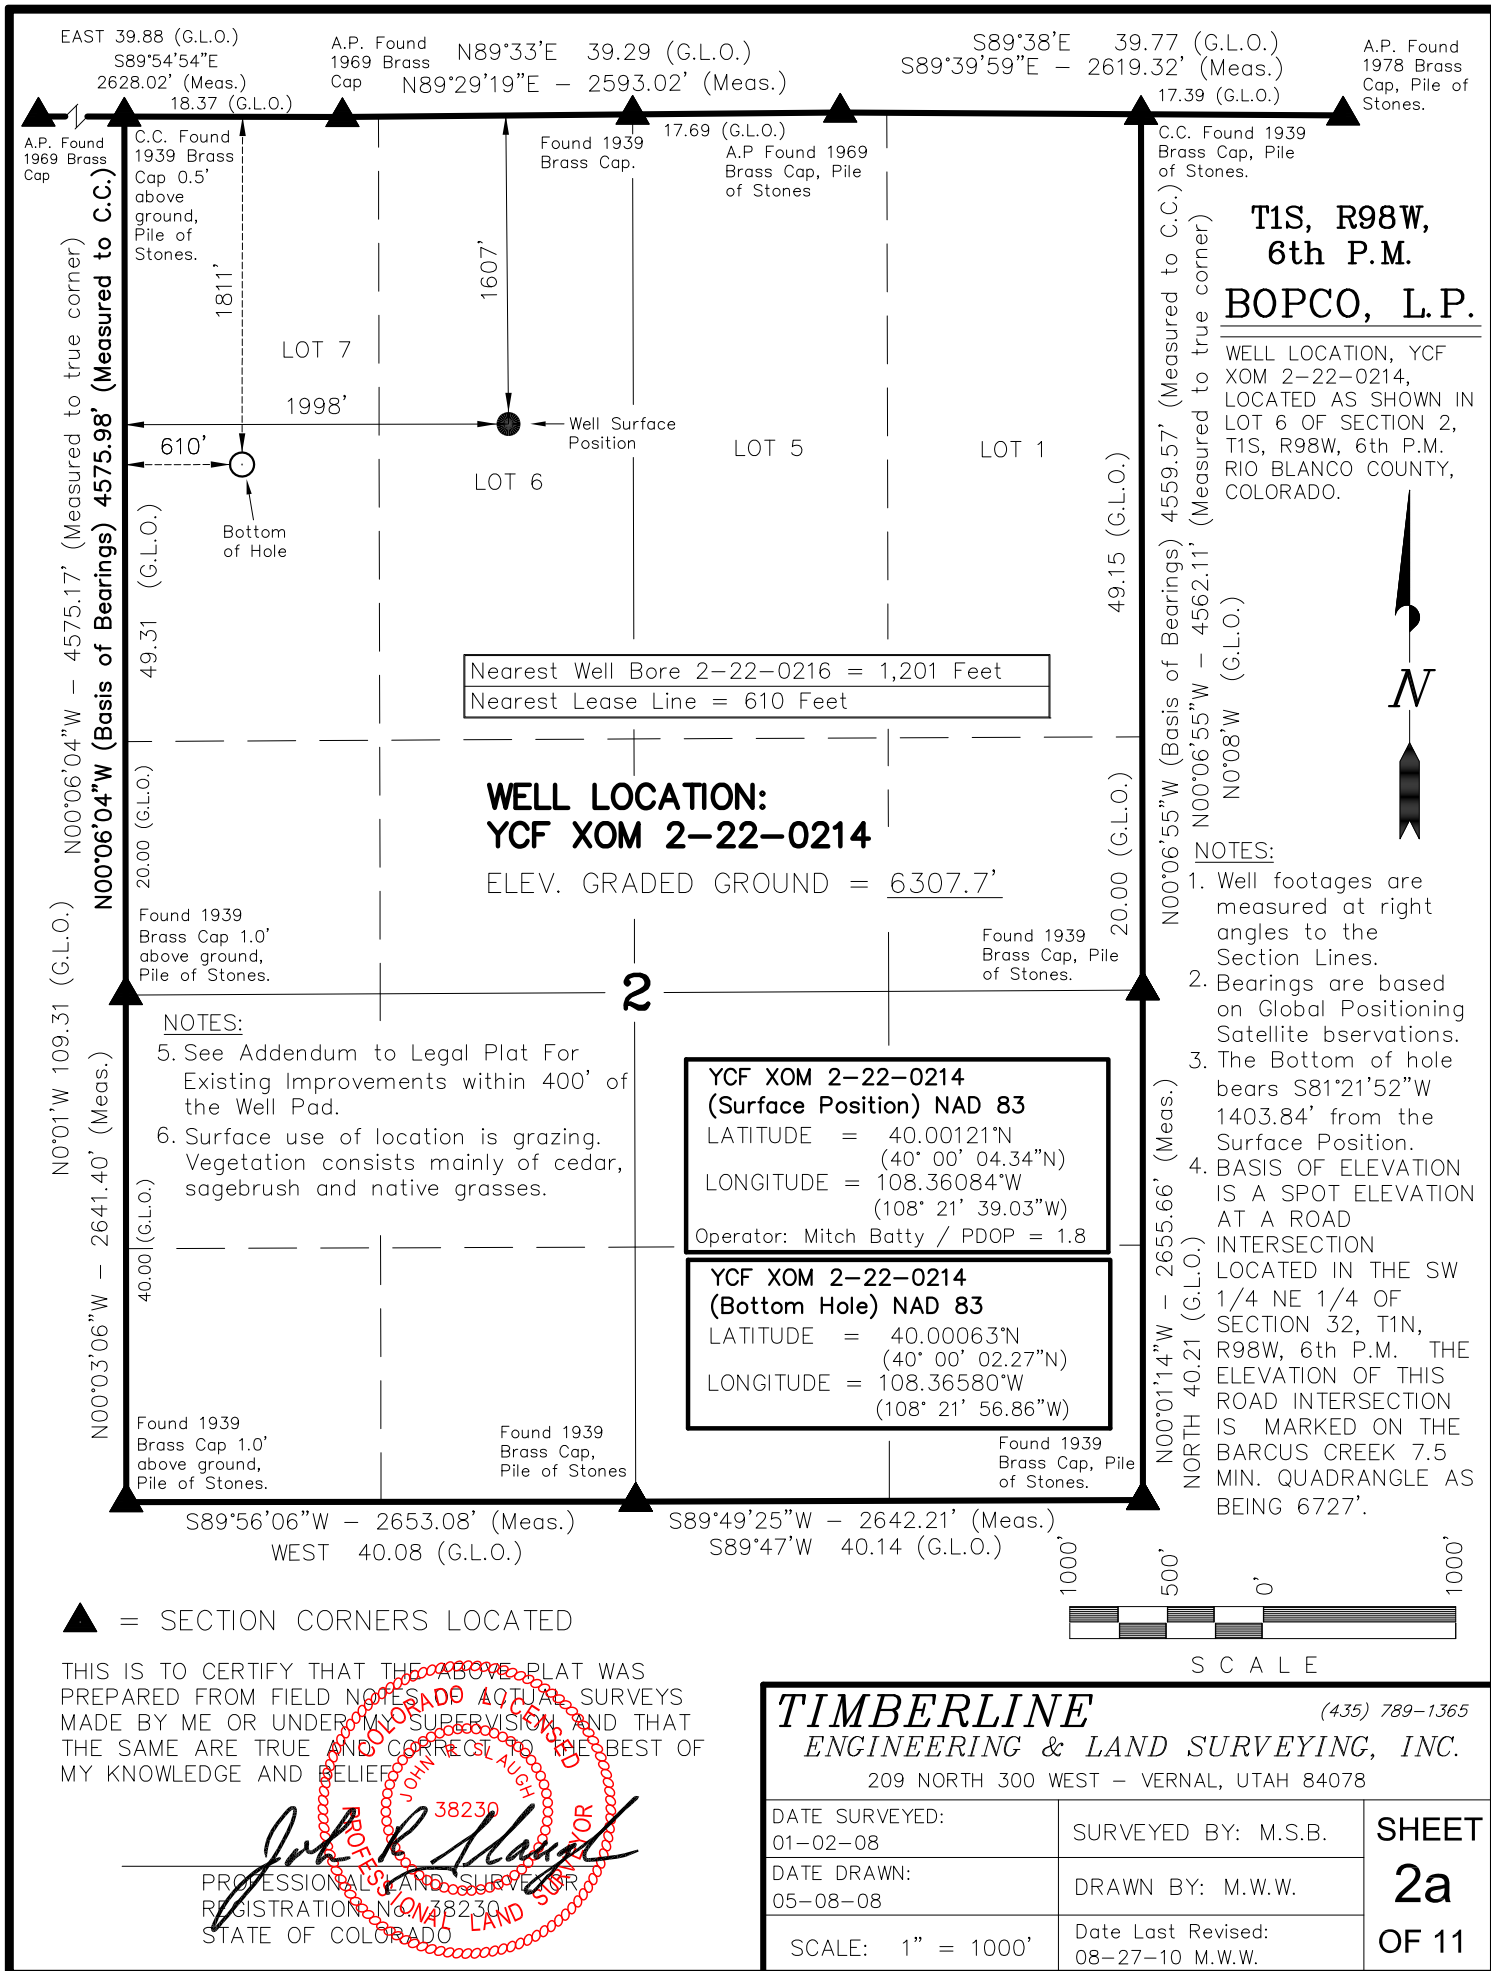 EAST 39.88 (G.L.O.)
S89°54'54"E
2628.02' (Meas.)
18.37 (G.L.O.)
A.P. Found
1969 Brass
Cap
N89°33'E 39.29 (G.L.O.)
N89°29'19"E - 2593.02' (Meas.)
S89°38'E 39.77 (G.L.O.)
S89°39'59"E - 2619.32' (Meas.)
17.39 (G.L.O.)
A.P. Found
1978 Brass
Cap, Pile of
Stones.
A.P. Found
1969 Brass
Cap
C.C. Found
1939 Brass
Cap 0.5'
above
ground,
Pile of
Stones.
Found 1939
Brass Cap.
17.69 (G.L.O.)
A.P Found 1969
Brass Cap, Pile
of Stones
C.C. Found 1939
Brass Cap, Pile
of Stones.
T1S, R98W,
6th P.M.
BOPCO, L.P.
WELL LOCATION, YCF
XOM 2-22-0214,
LOCATED AS SHOWN IN
LOT 6 OF SECTION 2,
T1S, R98W, 6th P.M.
RIO BLANCO COUNTY,
COLORADO.
1811'
1607'
LOT 7
1998'
610'
Well Surface
Position
LOT 6
LOT 5
LOT 1
Bottom
of Hole
N00°06'04"W - 4575.17' (Measured to true corner)
N00°06'04"W (Basis of Bearings) 4575.98' (Measured to C.C.)
49.31 (G.L.O.)
20.00 (G.L.O.)
49.15 (G.L.O.)
20.00 (G.L.O.)
N00°06'55"W (Basis of Bearings) 4559.57' (Measured to C.C.)
N00°06'55"W - 4562.11' (Measured to true corner)
N0°08'W (G.L.O.)
N
Nearest Well Bore 2-22-0216 = 1,201 Feet
Nearest Lease Line = 610 Feet
WELL LOCATION:
YCF XOM 2-22-0214
ELEV. GRADED GROUND = 6307.7'
Found 1939
Brass Cap 1.0'
above ground,
Pile of Stones.
Found 1939
Brass Cap, Pile
of Stones.
2
N0°01'W 109.31 (G.L.O.)
N00°03'06"W - 2641.40' (Meas.)
40.00 (G.L.O.)
NOTES:
5. See Addendum to Legal Plat For
Existing Improvements within 400' of
the Well Pad.
6. Surface use of location is grazing.
Vegetation consists mainly of cedar,
sagebrush and native grasses.
YCF XOM 2-22-0214
(Surface Position) NAD 83
LATITUDE = 40.00121°N
(40° 00' 04.34"N)
LONGITUDE = 108.36084°W
(108° 21' 39.03"W)
Operator: Mitch Batty / PDOP = 1.8
YCF XOM 2-22-0214
(Bottom Hole) NAD 83
LATITUDE = 40.00063°N
(40° 00' 02.27"N)
LONGITUDE = 108.36580°W
(108° 21' 56.86"W)
N00°01'14"W - 2655.66' (Meas.)
NORTH 40.21 (G.L.O.)
NOTES:
1. Well footages are
measured at right
angles to the
Section Lines.
2. Bearings are based
on Global Positioning
Satellite bservations.
3. The Bottom of hole
bears S81°21'52"W
1403.84' from the
Surface Position.
4. BASIS OF ELEVATION
IS A SPOT ELEVATION
AT A ROAD
INTERSECTION
LOCATED IN THE SW
1/4 NE 1/4 OF
SECTION 32, T1N,
R98W, 6th P.M. THE
ELEVATION OF THIS
ROAD INTERSECTION
IS MARKED ON THE
BARCUS CREEK 7.5
MIN. QUADRANGLE AS
BEING 6727'.
Found 1939
Brass Cap 1.0'
above ground,
Pile of Stones.
Found 1939
Brass Cap,
Pile of Stones
Found 1939
Brass Cap, Pile
of Stones.
S89°56'06"W - 2653.08' (Meas.)
WEST 40.08 (G.L.O.)
S89°49'25"W - 2642.21' (Meas.)
S89°47'W 40.14 (G.L.O.)
1000' 500' 0' 1000'
SCALE
▲ = SECTION CORNERS LOCATED
THIS IS TO CERTIFY THAT THE ABOVE PLAT WAS
PREPARED FROM FIELD NOTES OF ACTUAL SURVEYS
MADE BY ME OR UNDER MY SUPERVISION AND THAT
THE SAME ARE TRUE AND CORRECT TO THE BEST OF
MY KNOWLEDGE AND BELIEF
COLORADO LICENSED
PROFESSIONAL LAND SURVEYOR
JOHN R SLAUGH
38230
John R Slaugh
PROFESSIONAL LAND SURVEYOR
REGISTRATION No. 38230
STATE OF COLORADO
TIMBERLINE
(435) 789-1365
ENGINEERING & LAND SURVEYING, INC.
209 NORTH 300 WEST - VERNAL, UTAH 84078
DATE SURVEYED:
01-02-08
SURVEYED BY: M.S.B.
DATE DRAWN:
05-08-08
DRAWN BY: M.W.W.
SCALE: 1" = 1000'
Date Last Revised:
08-27-10 M.W.W.
SHEET
2a
OF 11